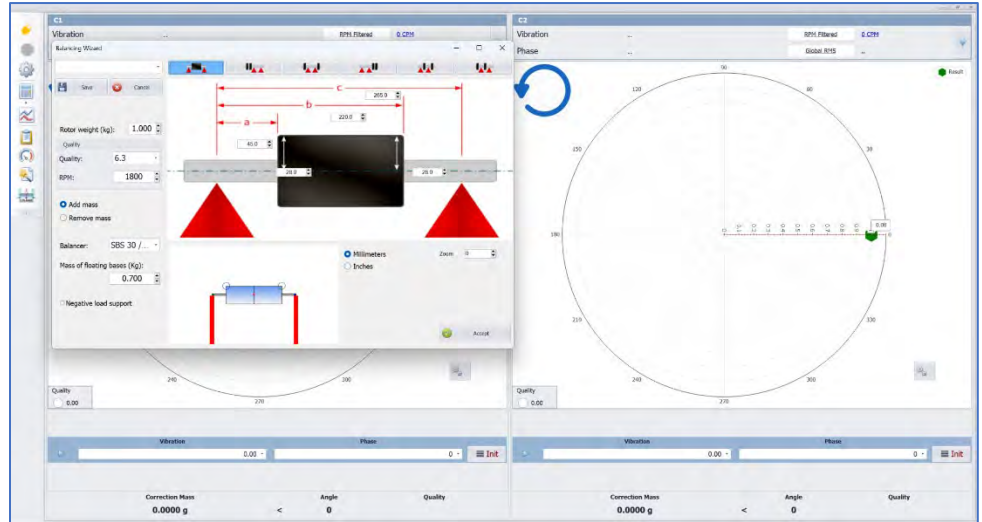 C1
Vibration
...
RPM Filtered
0 CPM
C2
Vibration
...
RPM Filtered
0 CPM
Phase
...
Global RMS
...
Balancing Wizard
Save
Cancel
Rotor weight (kg): 1.000
Quality
Quality: 6.3
RPM: 1800
Add mass
Remove mass
Balancer: SBS 30 /...
Mass of floating bases (Kg):
0.700
Negative load support
c
265.0
b
220.0
a
40.0
20.0
20.0
Millimeters
Inches
Zoom 0
Accept
Result
90
120
60
150
30
180
0
0.00
210
330
240
300
270
240
300
270
Quality
0.00
Quality
0.00
Vibration
Phase
0.00
0
Init
Vibration
Phase
0.00
0
Init
Correction Mass
Angle
Quality
0.0000 g
<
0
Correction Mass
Angle
Quality
0.0000 g
<
0